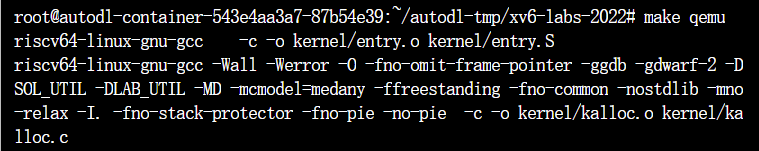 root@autodl-container-543e4aa3a7-87b54e39:~/autodl-tmp/xv6-labs-2022# make qemu
riscv64-linux-gnu-gcc    -c -o kernel/entry.o kernel/entry.S
riscv64-linux-gnu-gcc -Wall -Werror -O -fno-omit-frame-pointer -ggdb -gdwarf-2 -D
SOL_UTIL -DLAB_UTIL -MD -mcmodel=medany -ffreestanding -fno-common -nostdlib -mno
-relax -I. -fno-stack-protector -fno-pie -no-pie  -c -o kernel/kalloc.o kernel/ka
lloc.c